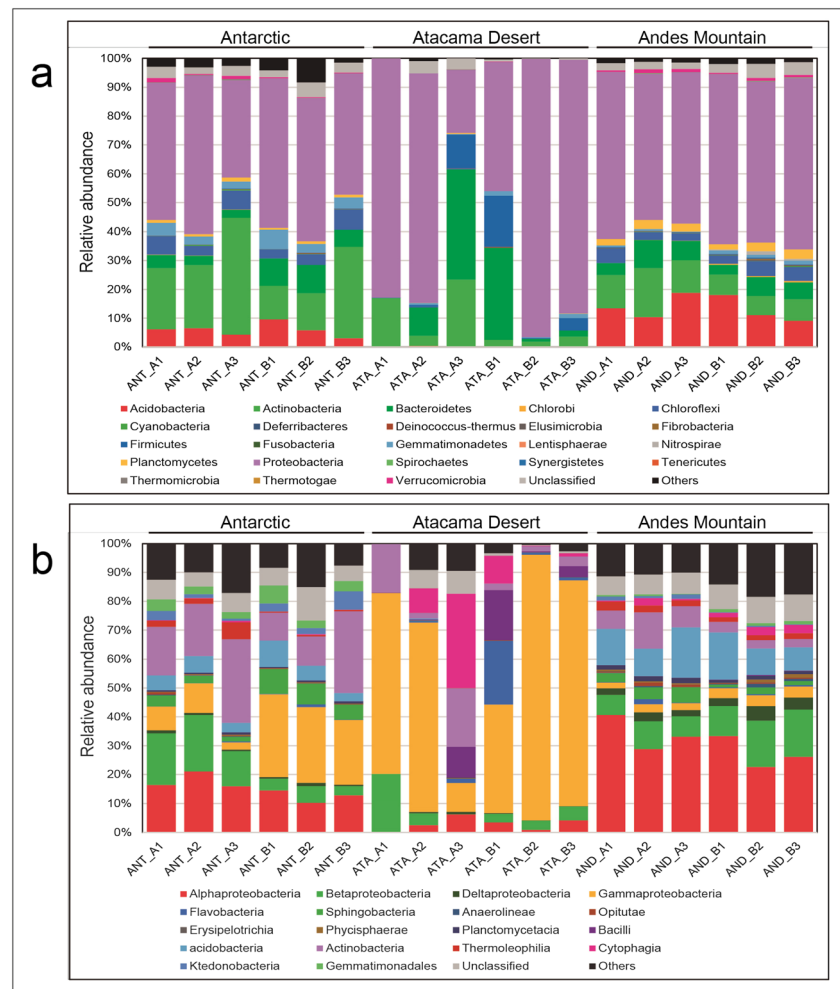 a
Antarctic Atacama Desert Andes Mountain
Relative abundance
100%
90%
80%
70%
60%
50%
40%
30%
20%
10%
0%
ANT_A1 ANT_A2 ANT_A3 ANT_B1 ANT_B2 ANT_B3 ATA_A1 ATA_A2 ATA_A3 ATA_B1 ATA_B2 ATA_B3 AND_A1 AND_A2 AND_A3 AND_B1 AND_B2 AND_B3
Acidobacteria Actinobacteria Bacteroidetes Chlorobi Chloroflexi
Cyanobacteria Deferribacteres Deinococcus-thermus Elusimicrobia Fibrobacteria
Firmicutes Fusobacteria Gemmatimonadetes Lentisphaerae Nitrospirae
Planctomycetes Proteobacteria Spirochaetes Synergistetes Tenericutes
Thermomicrobia Thermotogae Verrucomicrobia Unclassified Others
b
Antarctic Atacama Desert Andes Mountain
Relative abundance
100%
90%
80%
70%
60%
50%
40%
30%
20%
10%
0%
ANT_A1 ANT_A2 ANT_A3 ANT_B1 ANT_B2 ANT_B3 ATA_A1 ATA_A2 ATA_A3 ATA_B1 ATA_B2 ATA_B3 AND_A1 AND_A2 AND_A3 AND_B1 AND_B2 AND_B3
Alphaproteobacteria Betaproteobacteria Deltaproteobacteria Gammaproteobacteria
Flavobacteria Sphingobacteria Anaerolineae Opitutae
Erysipelotrichia Phycisphaerae Planctomycetacia Bacilli
acidobacteria Actinobacteria Thermoleophilia Cytophagia
Ktedonobacteria Gemmatimonadales Unclassified Others